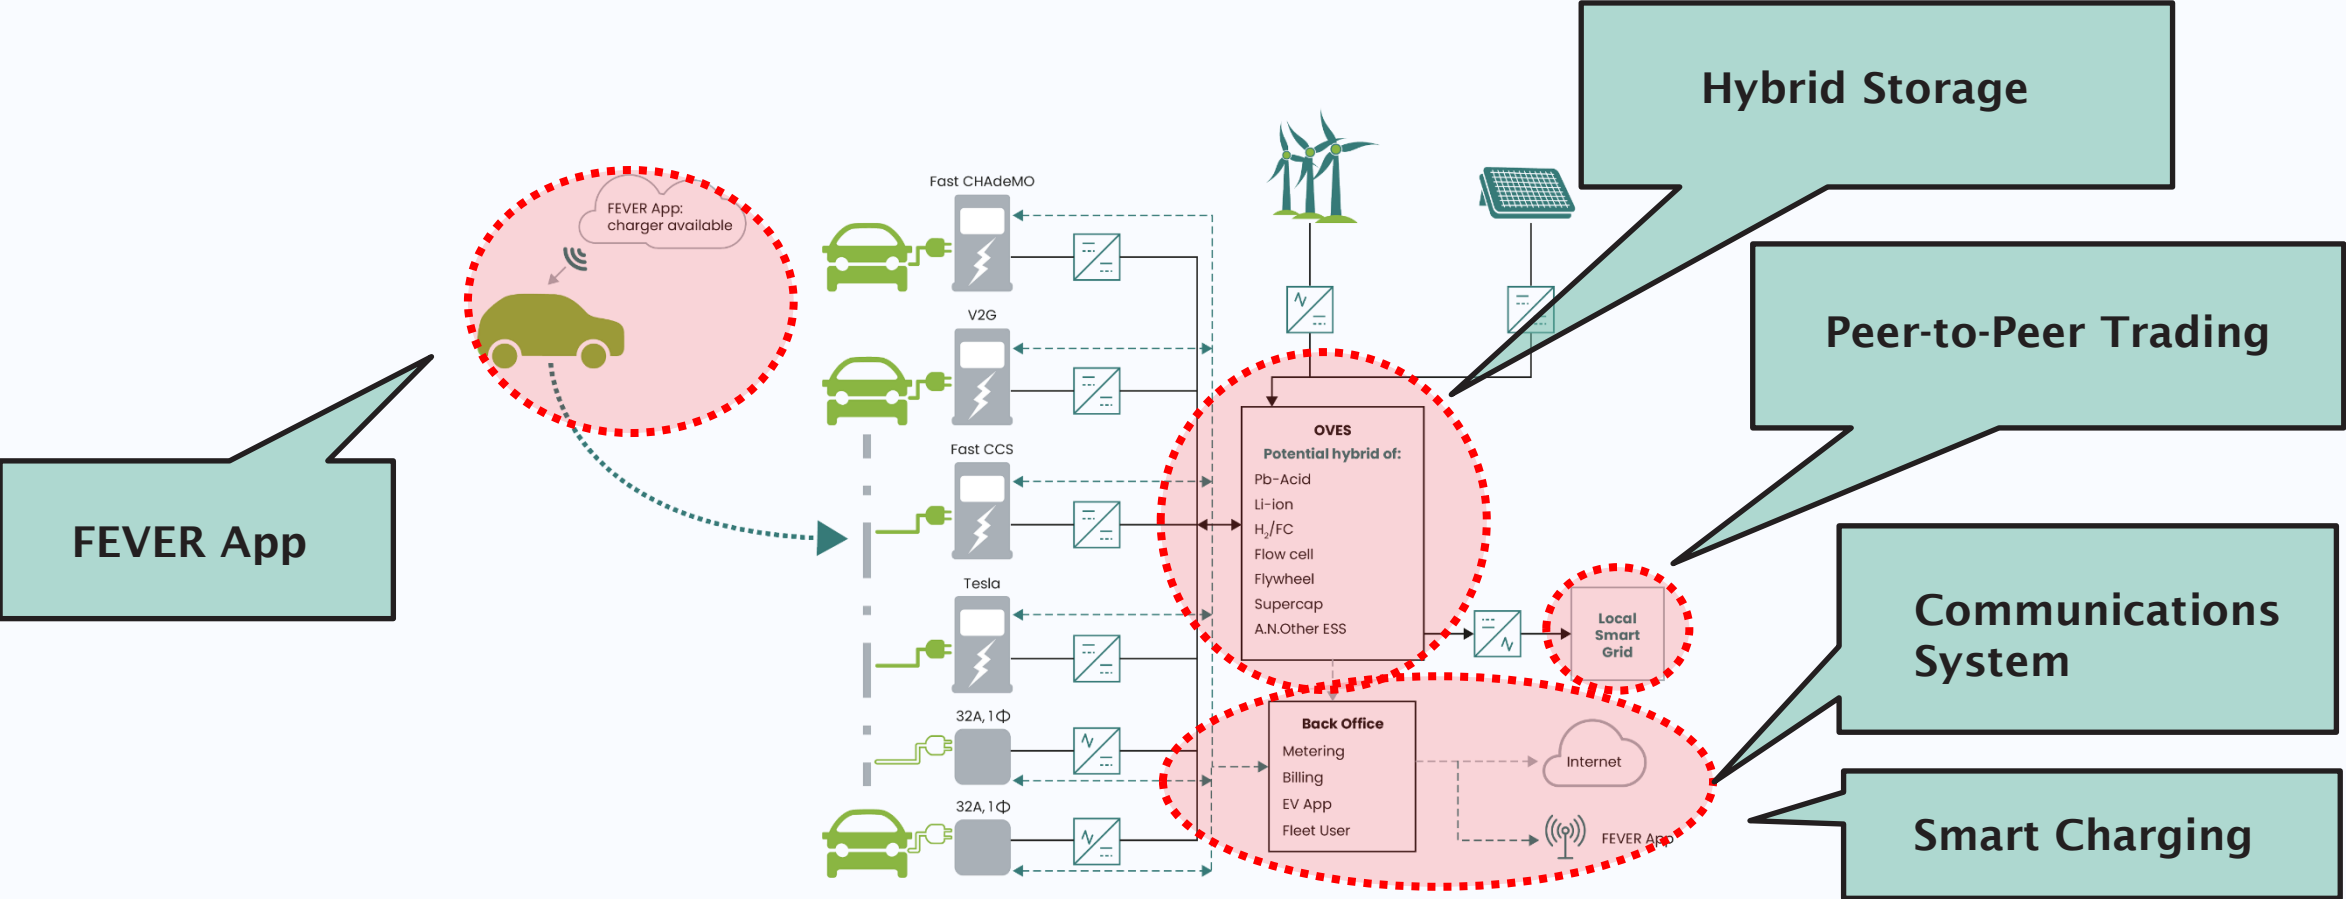 Hybrid Storage
Peer-to-Peer Trading
Communications
System
Smart Charging
FEVER App
FEVER App:
charger available
Fast CHAdeMO
V2G
Fast CCS
Tesla
32A, 1Φ
32A, 1Φ
OVES
Potential hybrid of:
Pb-Acid
Li-ion
H₂/FC
Flow cell
Flywheel
Supercap
A.N.Other ESS
Local
Smart
Grid
Back Office
Metering
Billing
EV App
Fleet User
Internet
FEVER App